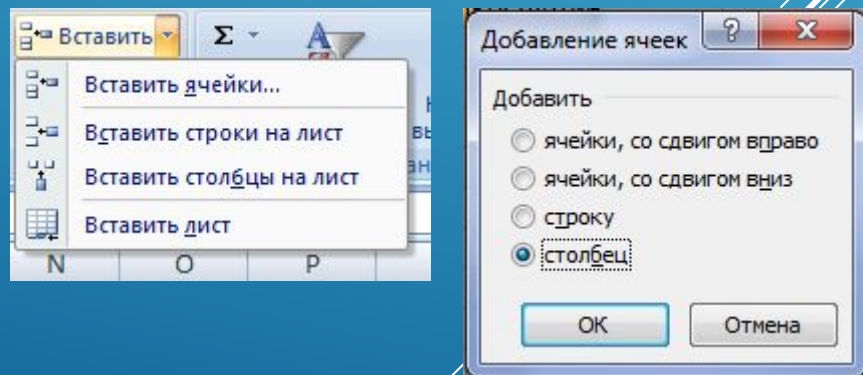 Вставить Σ
Вставить ячейки...
Вставить строки на лист
Вставить столбцы на лист
Вставить лист
N O P
Добавление ячеек
Добавить
ячейки, со сдвигом вправо
ячейки, со сдвигом вниз
строку
столбец
ОК Отмена